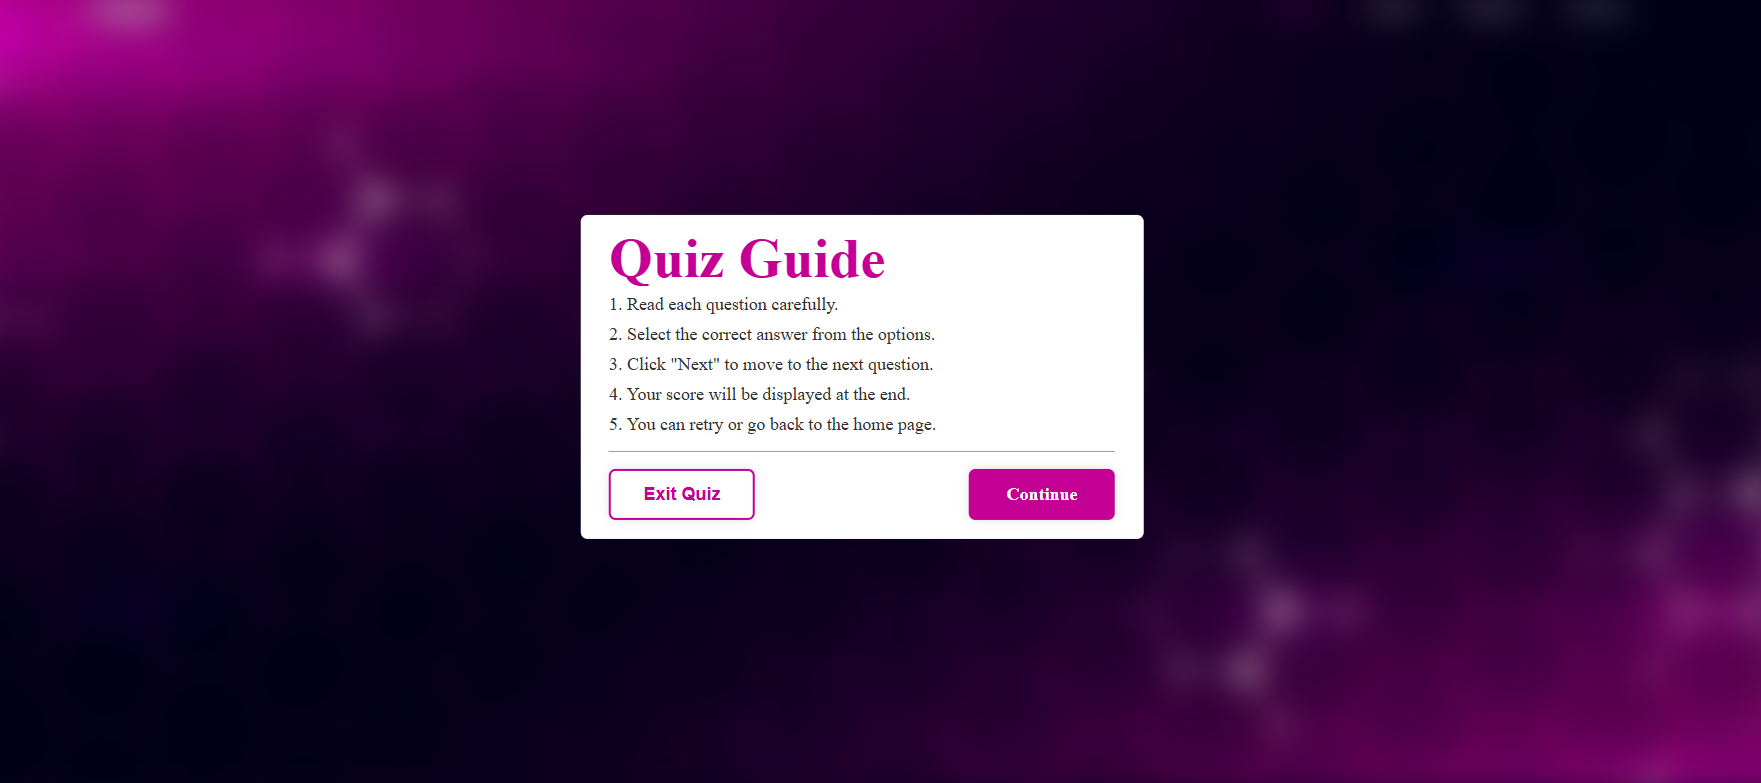 Quiz Guide
1. Read each question carefully.
2. Select the correct answer from the options.
3. Click "Next" to move to the next question.
4. Your score will be displayed at the end.
5. You can retry or go back to the home page.
Exit Quiz
Continue